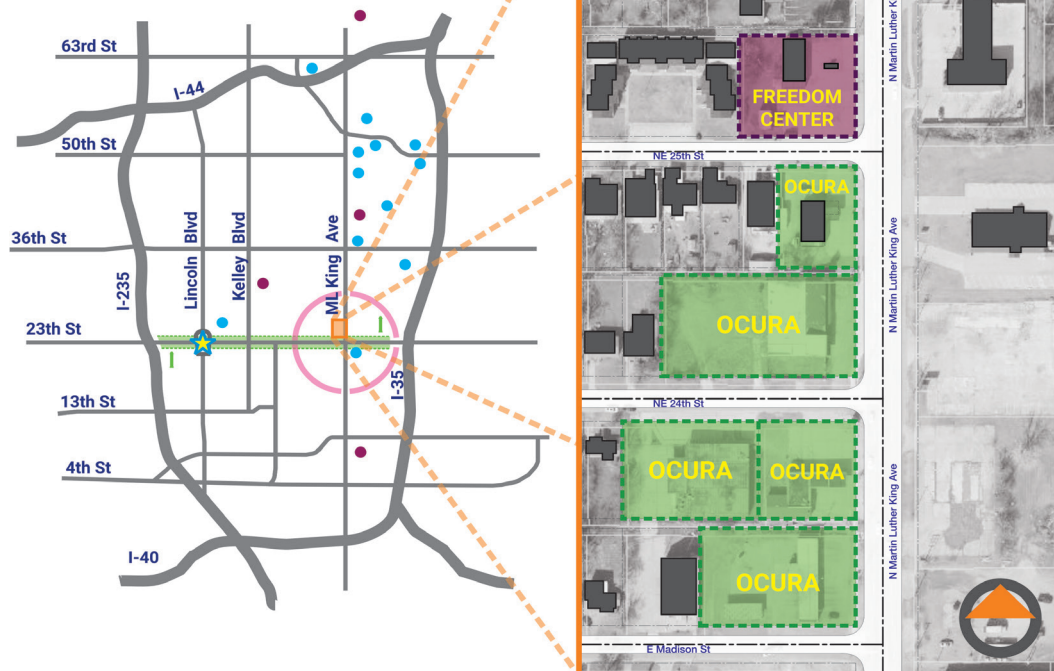 63rd St
I-44
50th St
36th St
I-235
Lincoln Blvd
Kelley Blvd
ML King Ave
23th St
I-35
13th St
4th St
I-40
N Martin Luther King Ave
FREEDOM
CENTER
NE 25th St
OCURA
N Martin Luther King Ave
OCURA
NE 24th St
OCURA
OCURA
N Martin Luther King Ave
OCURA
E Madison St